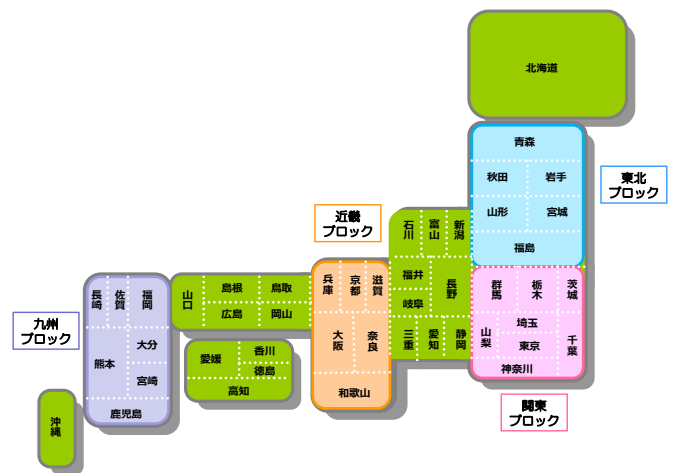 北海道
青森
秋田
岩手
山形
宮城
福島
東北
ブロック
近畿
ブロック
石川
富山
新潟
福井
岐阜
長野
三重
愛知
静岡
群馬
栃木
茨城
山梨
埼玉
東京
千葉
神奈川
関東
ブロック
兵庫
京都
滋賀
大阪
奈良
和歌山
山口
島根
鳥取
広島
岡山
愛媛
香川
徳島
高知
長崎
佐賀
福岡
熊本
大分
宮崎
鹿児島
九州
ブロック
沖縄